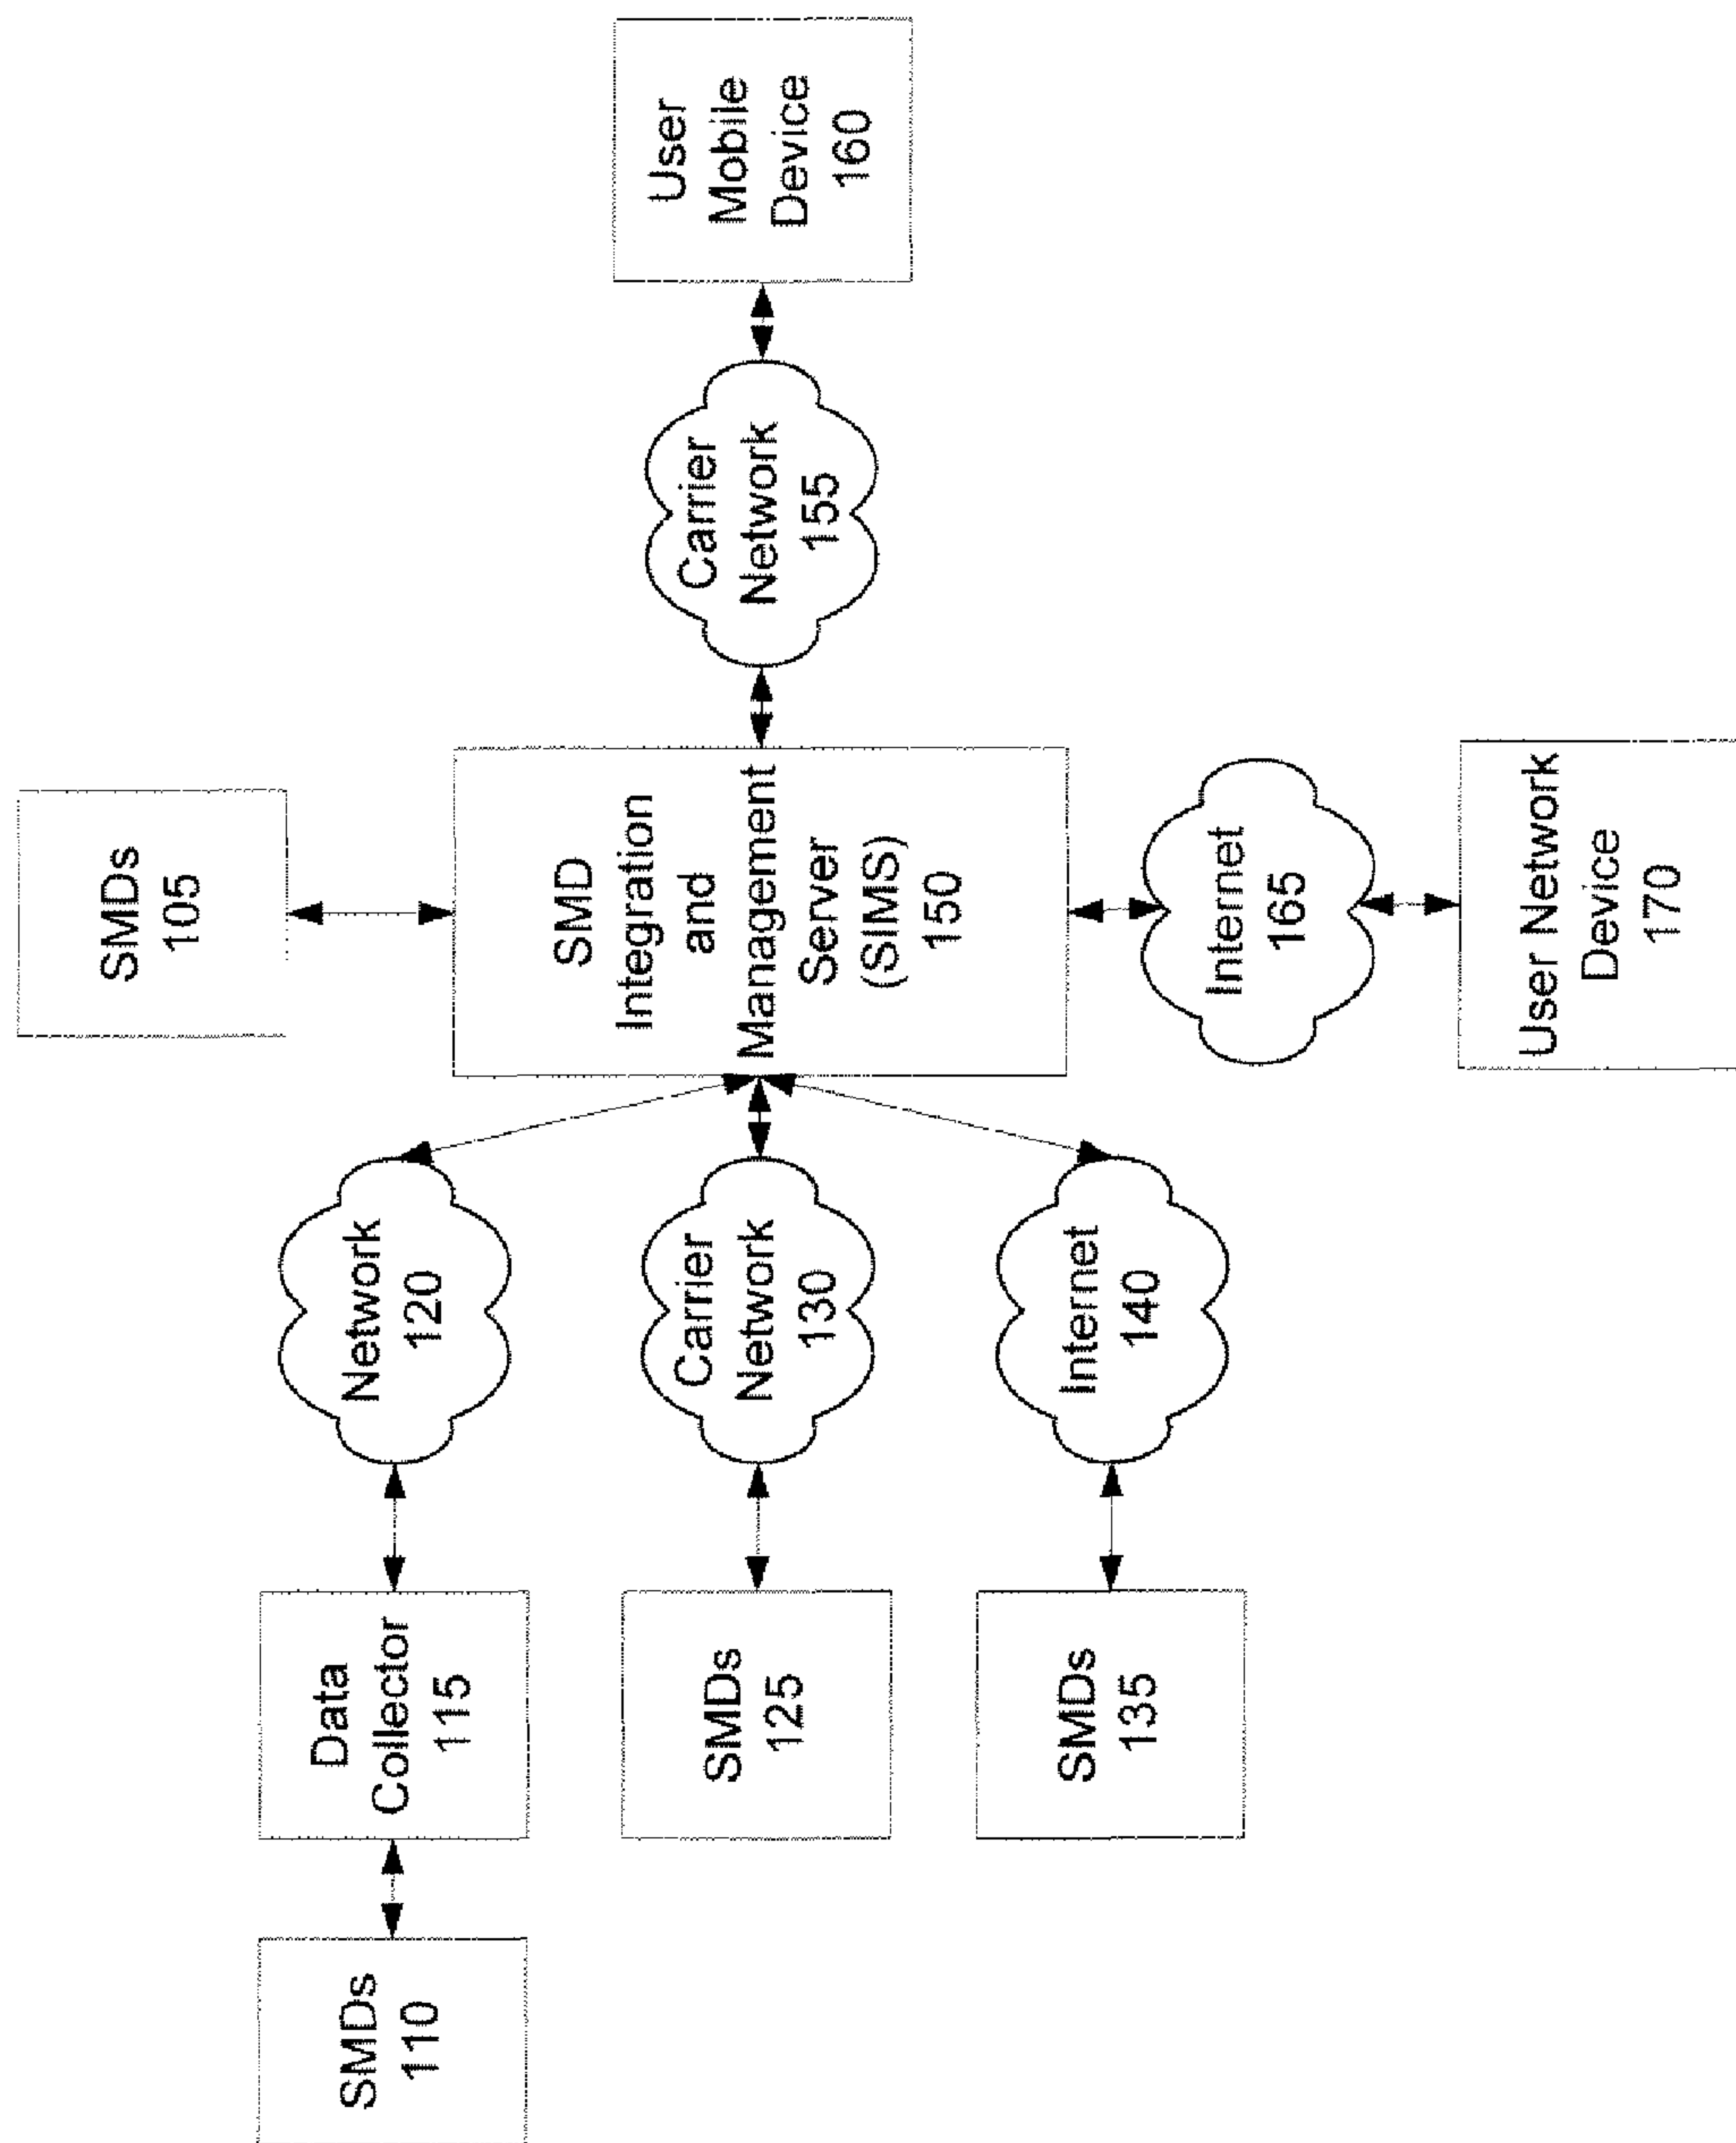 SMDs
110
Data
Collector
115
Network
120
SMDs
125
Carrier
Network
130
SMDs
135
Internet
140
SMDs
105
SMD
Integration
and
Management
Server
(SIMS)
150
Internet
165
User Network
Device
170
Carrier
Network
155
User
Mobile
Device
160